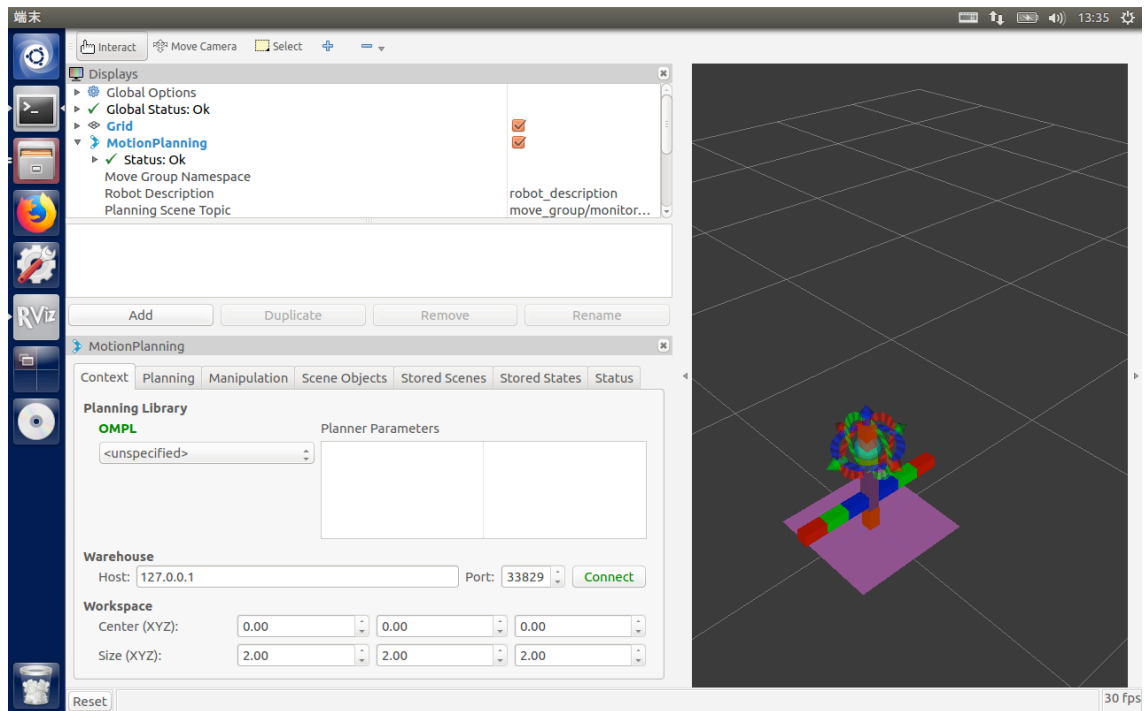 端末
13:35
Interact Move Camera Select
Displays
Global Options
Global Status: Ok
Grid
MotionPlanning
Status: Ok
Move Group Namespace
Robot Description robot_description
Planning Scene Topic move_group/monitor...
RViz
Add Duplicate Remove Rename
MotionPlanning
Context Planning Manipulation Scene Objects Stored Scenes Stored States Status
Planning Library
OMPL Planner Parameters
<unspecified>
Warehouse
Host: 127.0.0.1 Port: 33829 Connect
Workspace
Center (XYZ): 0.00 0.00 0.00
Size (XYZ): 2.00 2.00 2.00
Reset 30 fps